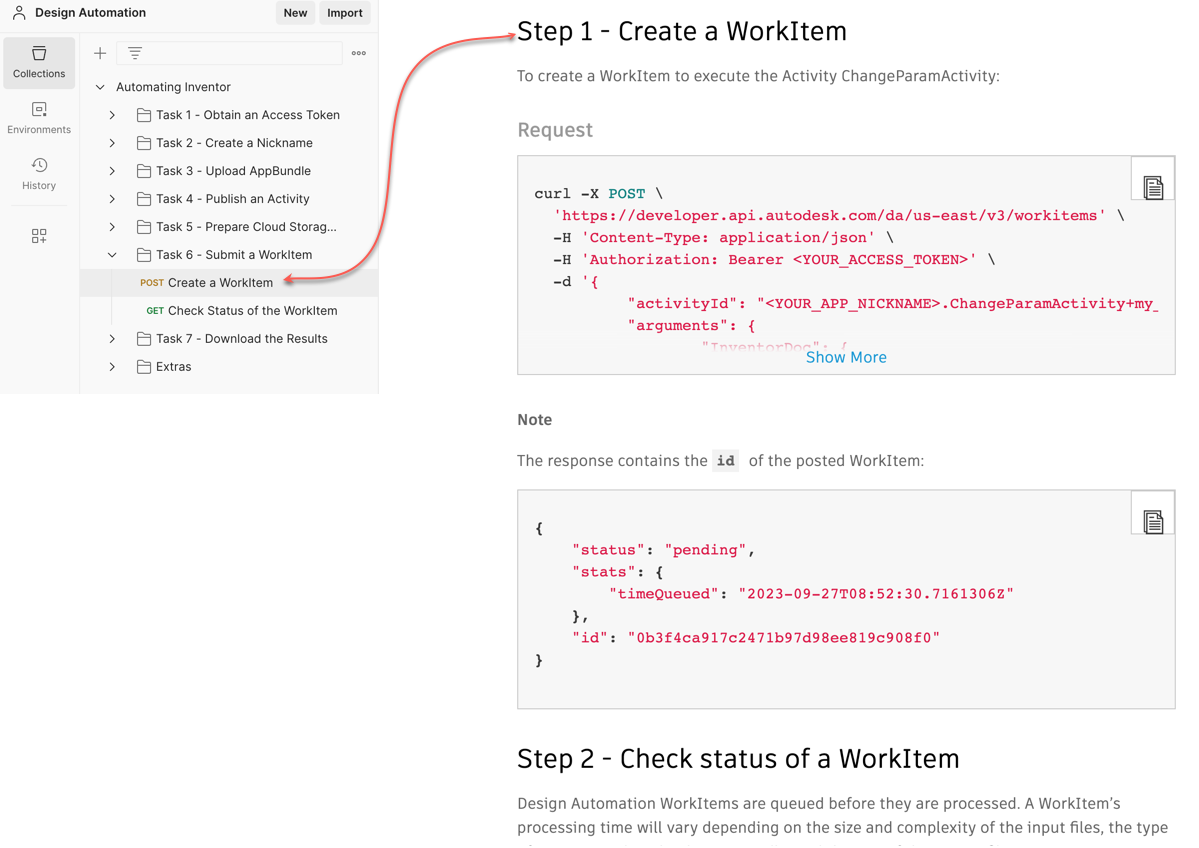 Design Automation
New
Import
Collections
Environments
History
Automating Inventor
Task 1 - Obtain an Access Token
Task 2 - Create a Nickname
Task 3 - Upload AppBundle
Task 4 - Publish an Activity
Task 5 - Prepare Cloud Storag...
Task 6 - Submit a WorkItem
POST Create a WorkItem
GET Check Status of the WorkItem
Task 7 - Download the Results
Extras
Step 1 - Create a WorkItem
To create a WorkItem to execute the Activity ChangeParamActivity:
Request
curl -X POST \
'https://developer.api.autodesk.com/da/us-east/v3/workitems' \
-H 'Content-Type: application/json' \
-H 'Authorization: Bearer <YOUR_ACCESS_TOKEN>' \
-d '{
"activityId": "<YOUR_APP_NICKNAME>.ChangeParamActivity+my_
"arguments": {
"InventorDoc": {
Show More
Note
The response contains the id of the posted WorkItem:
{
"status": "pending",
"stats": {
"timeQueued": "2023-09-27T08:52:30.7161306Z"
},
"id": "0b3f4ca917c2471b97d98ee819c908f0"
}
Step 2 - Check status of a WorkItem
Design Automation WorkItems are queued before they are processed. A WorkItem's
processing time will vary depending on the size and complexity of the input files, the type